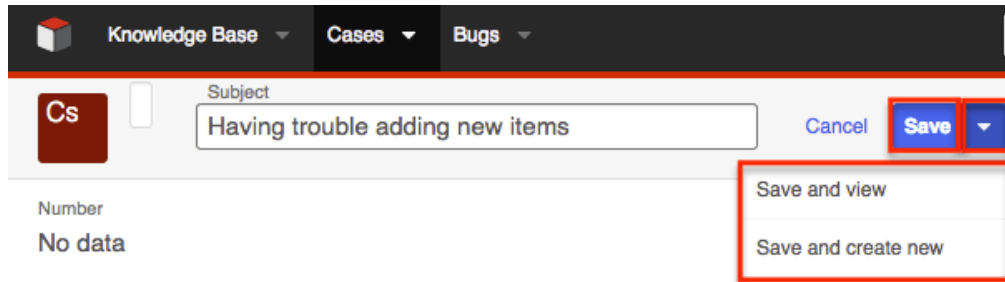 Knowledge Base Cases Bugs
Cs
Subject
Having trouble adding new items
Cancel Save
Save and view
Save and create new
Number
No data